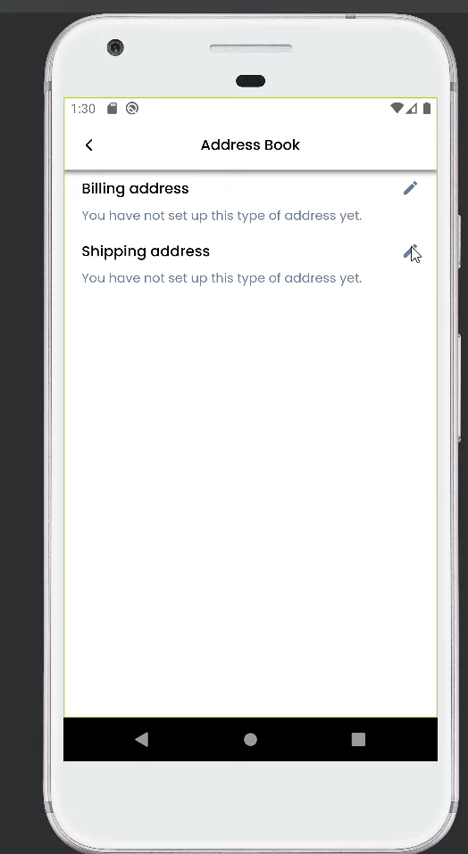 1:30
Address Book
Billing address
You have not set up this type of address yet.
Shipping address
You have not set up this type of address yet.